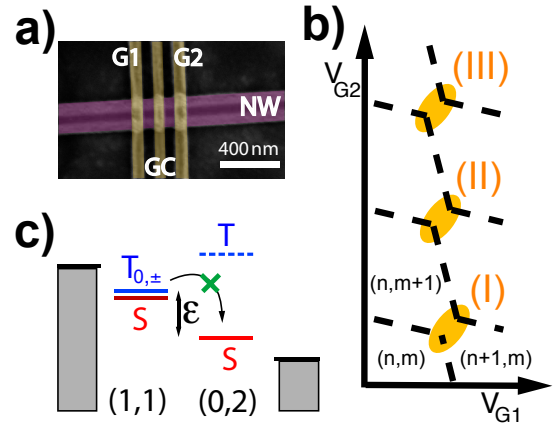 a)
G1
G2
NW
GC
400 nm
b)
V_G2
(III)
(II)
(n,m+1)
(I)
(n,m)
(n+1,m)
V_G1
c)
T
T_0,±
S
ε
S
(1,1)
(0,2)